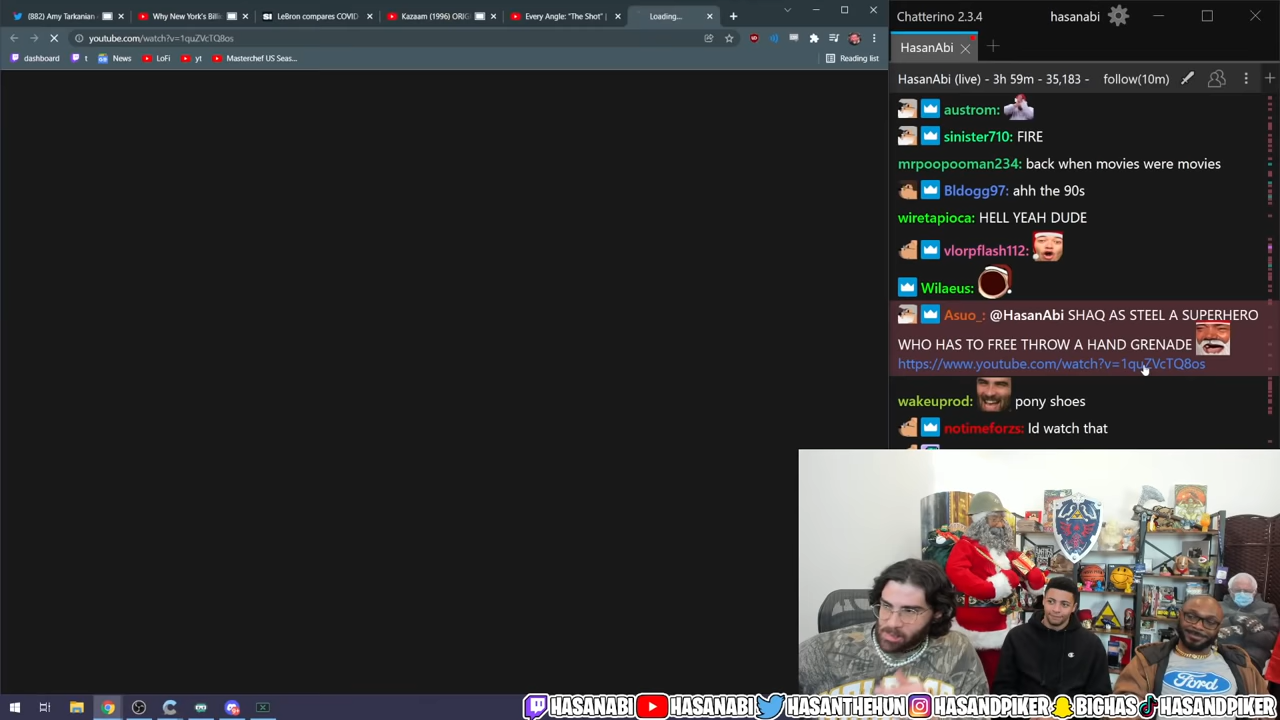 (882) Amy Tarkanian
Why New York's Billi
LeBron compares COVID
Kazaam (1996) ORIG
Every Angle: "The Shot" |
Loading...
youtube.com/watch?v=1quZVcTQ8os
dashboard
t
News
LoFi
yt
Masterchef US Seas...
Reading list
Chatterino 2.3.4
hasanabi
HasanAbi
HasanAbi (live) - 3h 59m - 35,183 -
follow(10m)
austrom:
sinister710: FIRE
mrpoopooman234: back when movies were movies
Bldogg97: ahh the 90s
wiretapioca: HELL YEAH DUDE
vlorpflash112:
Wilaeus:
Asuo_: @HasanAbi SHAQ AS STEEL A SUPERHERO
WHO HAS TO FREE THROW A HAND GRENADE
https://www.youtube.com/watch?v=1quZVcTQ8os
wakeuprod: pony shoes
notimeforzs: Id watch that
Ford
HASANABI HASANABI HASANTHEHUN HASANDPIKER BIGHAS HASANDPIKER